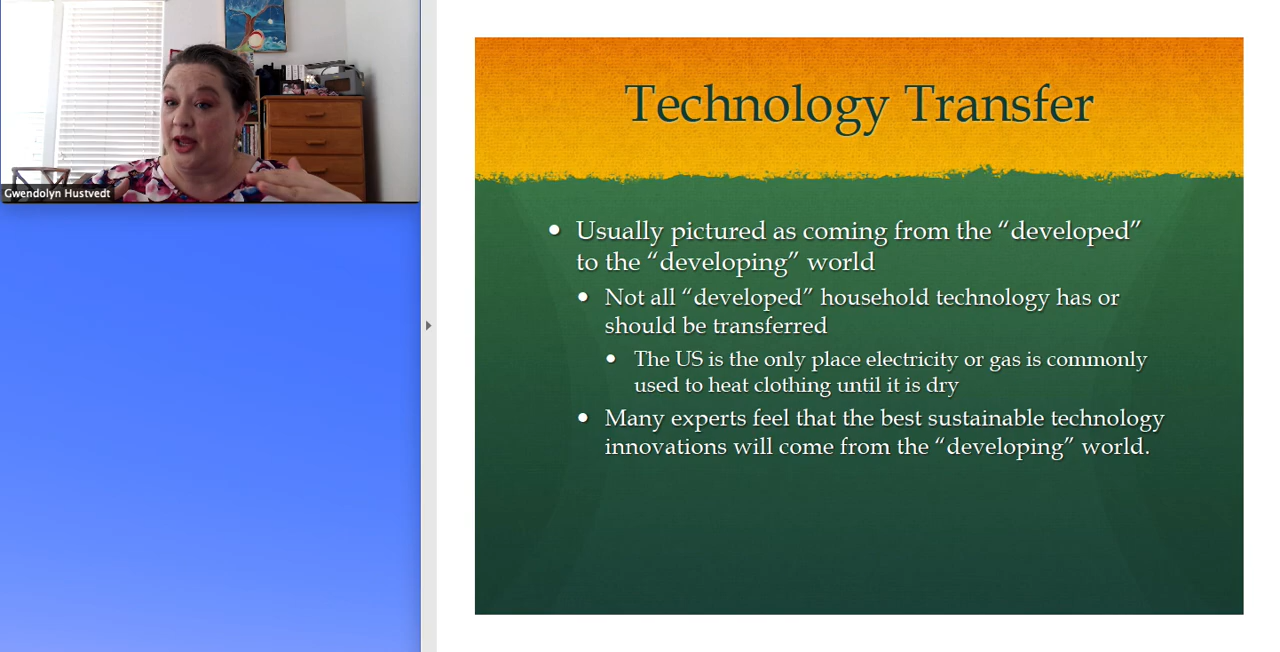 Gwendolyn Hustvedt
Technology Transfer
• Usually pictured as coming from the “developed”
to the “developing” world
• Not all “developed” household technology has or
should be transferred
• The US is the only place electricity or gas is commonly
used to heat clothing until it is dry
• Many experts feel that the best sustainable technology
innovations will come from the “developing” world.